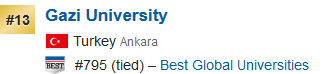 #13 Gazi University
Turkey Ankara
BEST #795 (tied) – Best Global Universities